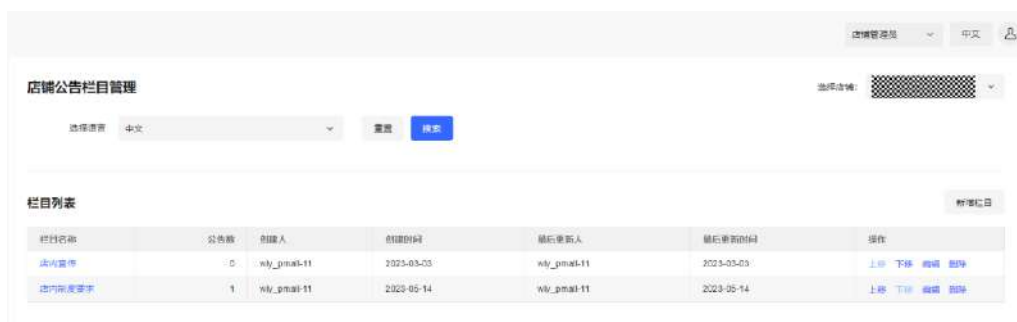 店铺管理员 中文
店铺公告栏目管理 选择店铺:
选择语言 中文 重置 搜索
栏目列表 新增栏目
栏目名称 公告数 创建人 创建时间 最后更新人 最后更新时间 操作
店内宣传 0 wly_pmall-11 2023-03-03 wly_pmall-11 2023-03-03 上移 下移 编辑 删除
店内制度要求 1 wly_pmall-11 2023-05-14 wly_pmall-11 2023-05-14 上移 下移 编辑 删除